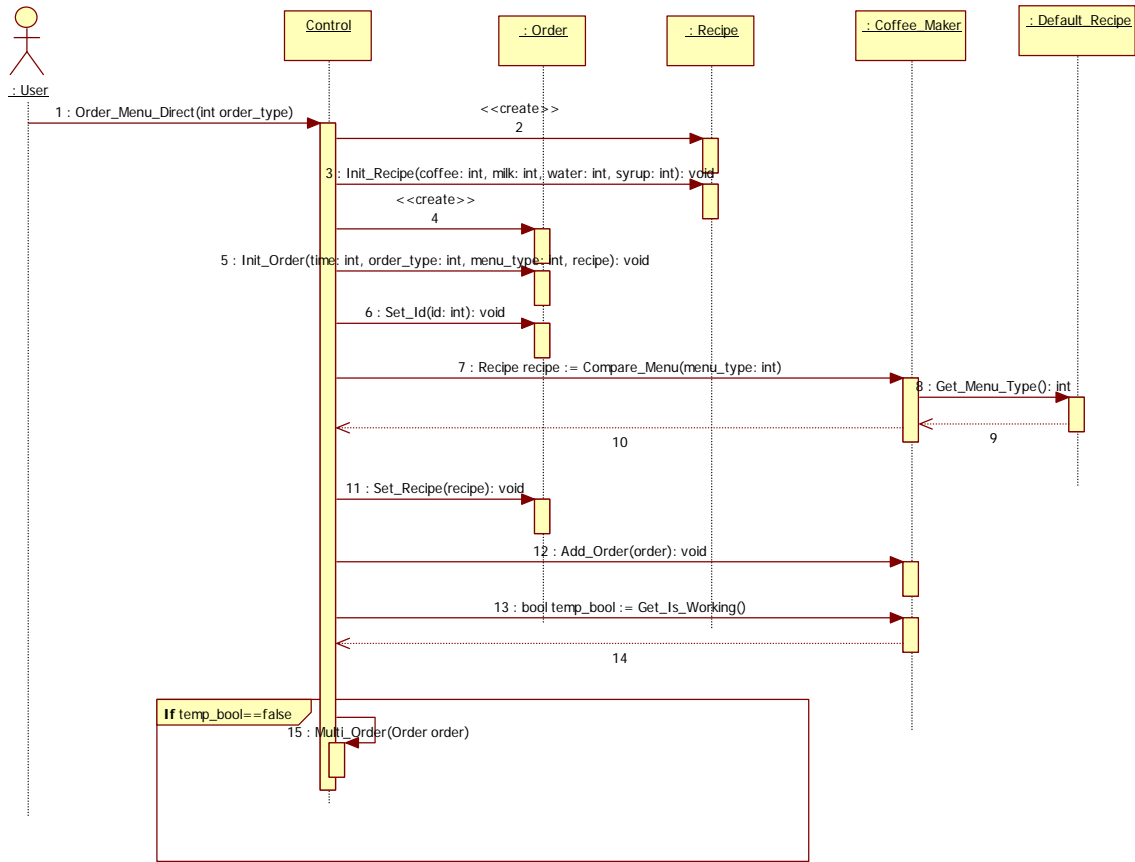 Control
: Order
: Recipe
: Coffee_Maker
: Default_Recipe
: User
1 : Order_Menu_Direct(int order_type)
<<create>>
2
3 : Init_Recipe(coffee: int, milk: int, water: int, syrup: int): void
<<create>>
4
5 : Init_Order(time: int, order_type: int, menu_type: int, recipe): void
6 : Set_Id(id: int): void
7 : Recipe recipe := Compare_Menu(menu_type: int)
8 : Get_Menu_Type(): int
9
10
11 : Set_Recipe(recipe): void
12 : Add_Order(order): void
13 : bool temp_bool := Get_Is_Working()
14
If temp_bool==false
15 : Multi_Order(Order order)